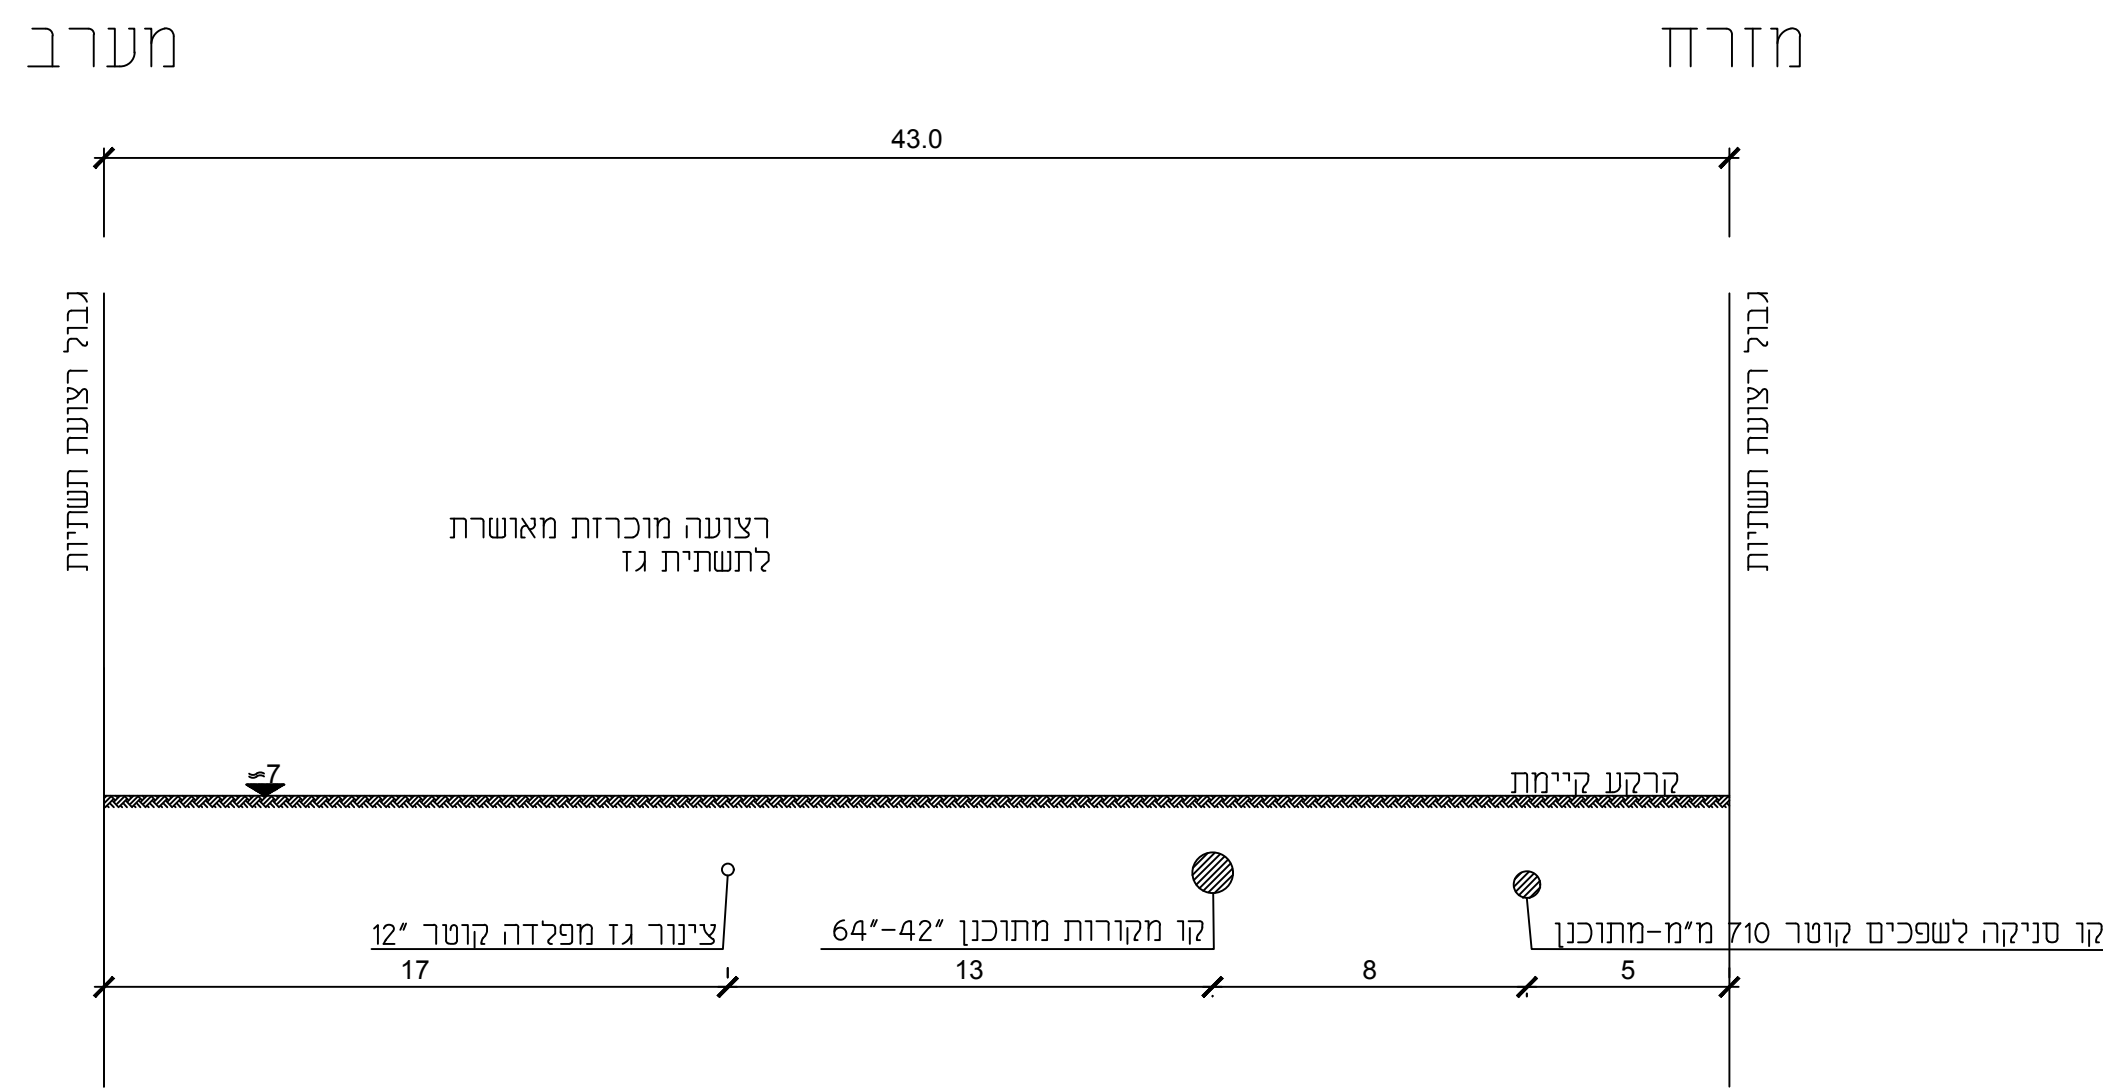 מזרח
מערב
43.0
גבול רצועת תשתיות
גבול רצועת תשתיות
רצועה מוכרזת מאושרת
לתשתית גז
≈7
קרקע קיימת
קו סניקה לשפכים קוטר 710 מ"מ-מתוכנן
קו מקורות מתוכנן 42"-64"
צינור גז מפלדה קוטר 12"
17
13
8
5